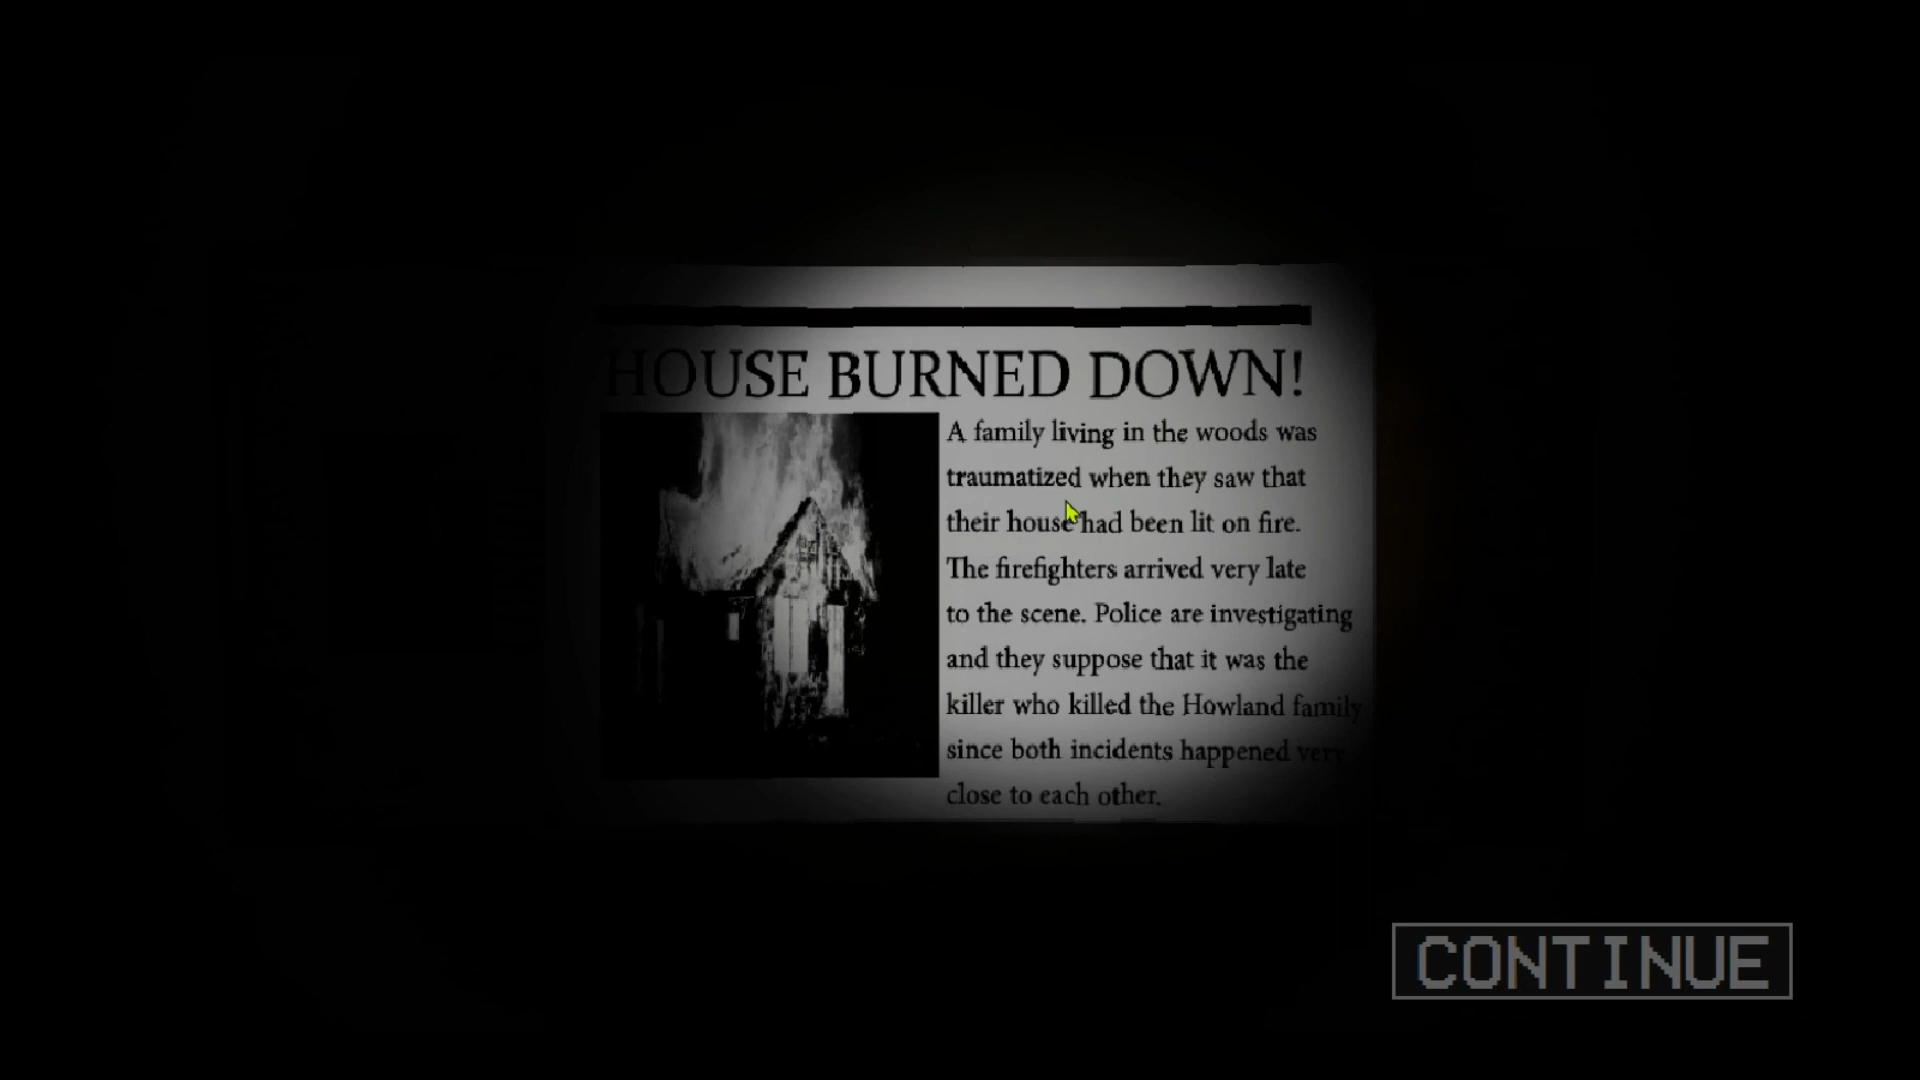 HOUSE BURNED DOWN!
A family living in the woods was
traumatized when they saw that
their house had been lit on fire.
The firefighters arrived very late
to the scene. Police are investigating
and they suppose that it was the
killer who killed the Howland family
since both incidents happened very
close to each other.
CONTINUE